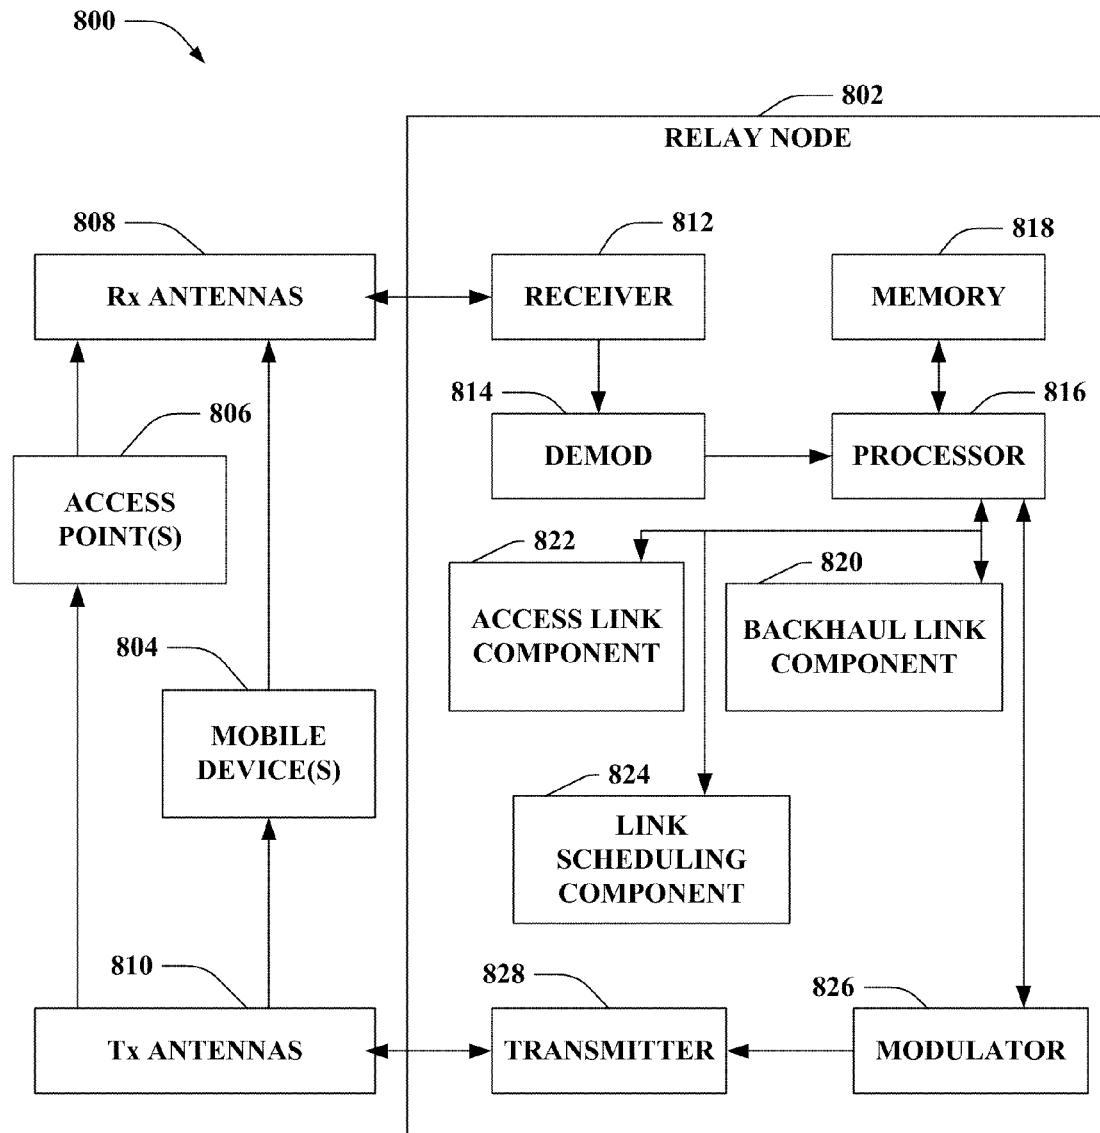 800
802
RELAY NODE
808
812
818
Rx ANTENNAS
RECEIVER
MEMORY
806
814
816
DEMOD
PROCESSOR
ACCESS
POINT(S)
822
820
ACCESS LINK
COMPONENT
BACKHAUL LINK
COMPONENT
804
MOBILE
DEVICE(S)
824
LINK
SCHEDULING
COMPONENT
810
828
826
Tx ANTENNAS
TRANSMITTER
MODULATOR